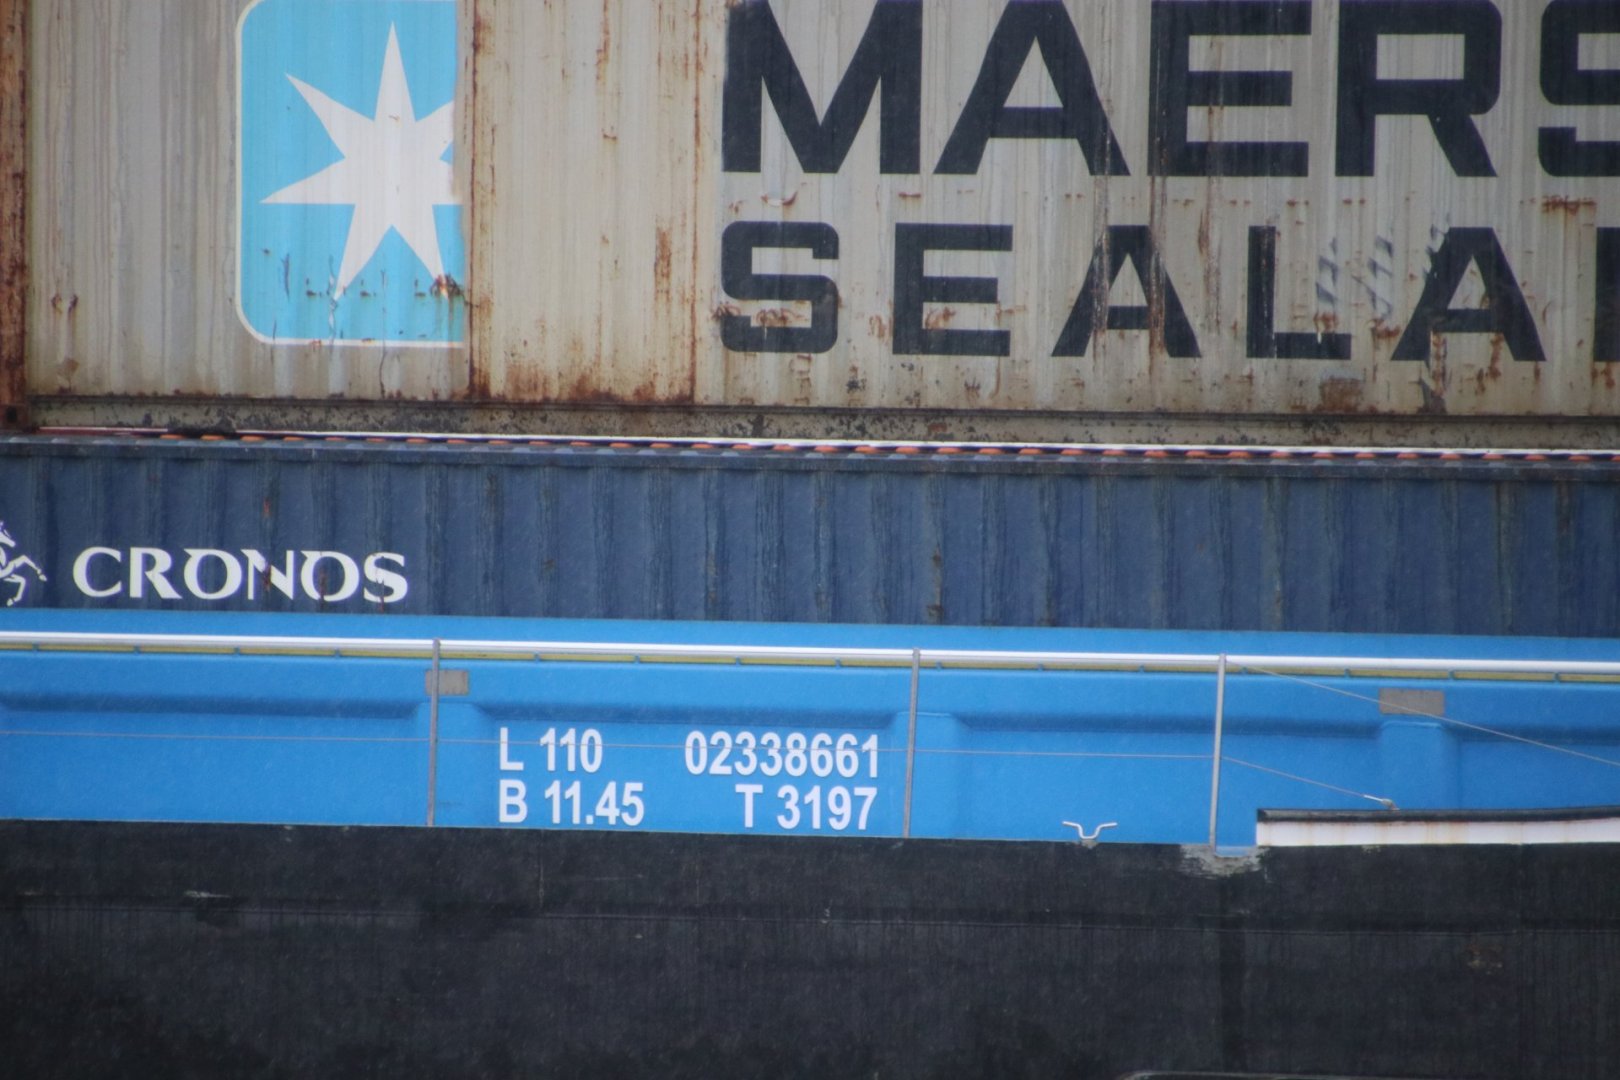 MAERS
SEALA
CRONOS
L 110 02338661
B 11.45 T 3197